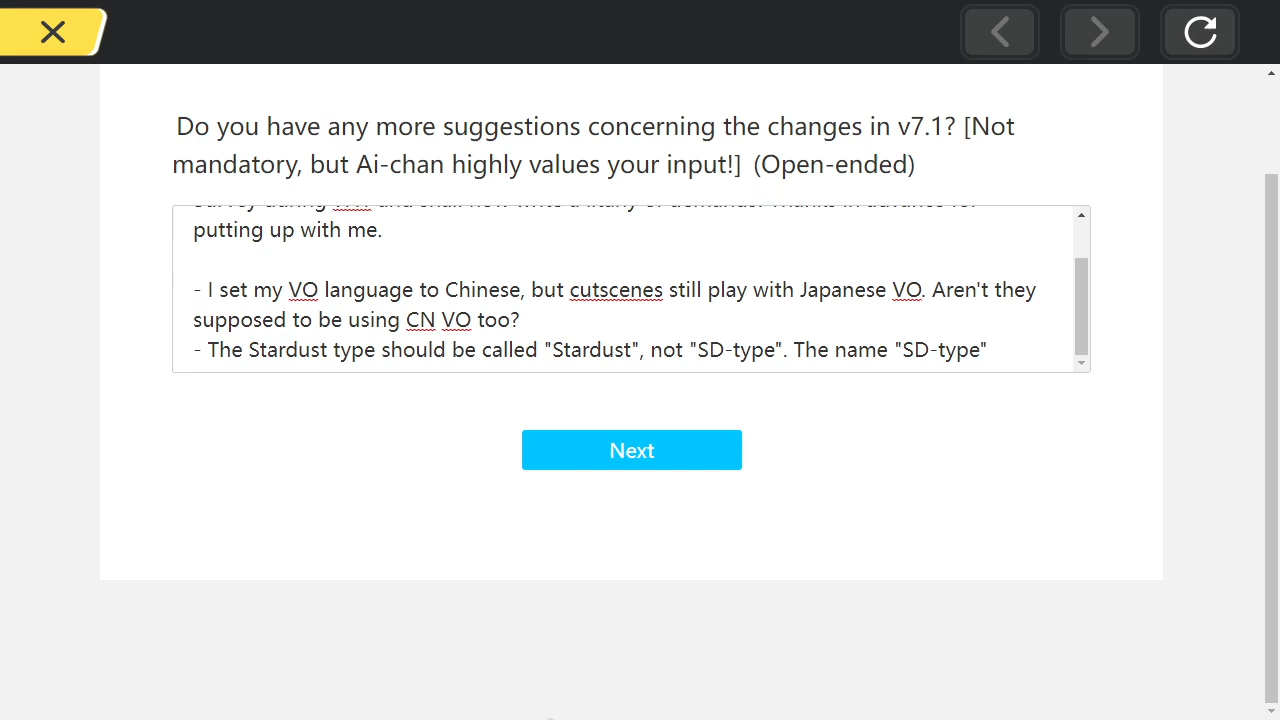 Do you have any more suggestions concerning the changes in v7.1? [Not
mandatory, but Ai-chan highly values your input!] (Open-ended)
putting up with me.
- I set my VO language to Chinese, but cutscenes still play with Japanese VO. Aren't they
supposed to be using CN VO too?
- The Stardust type should be called "Stardust", not "SD-type". The name "SD-type"
Next